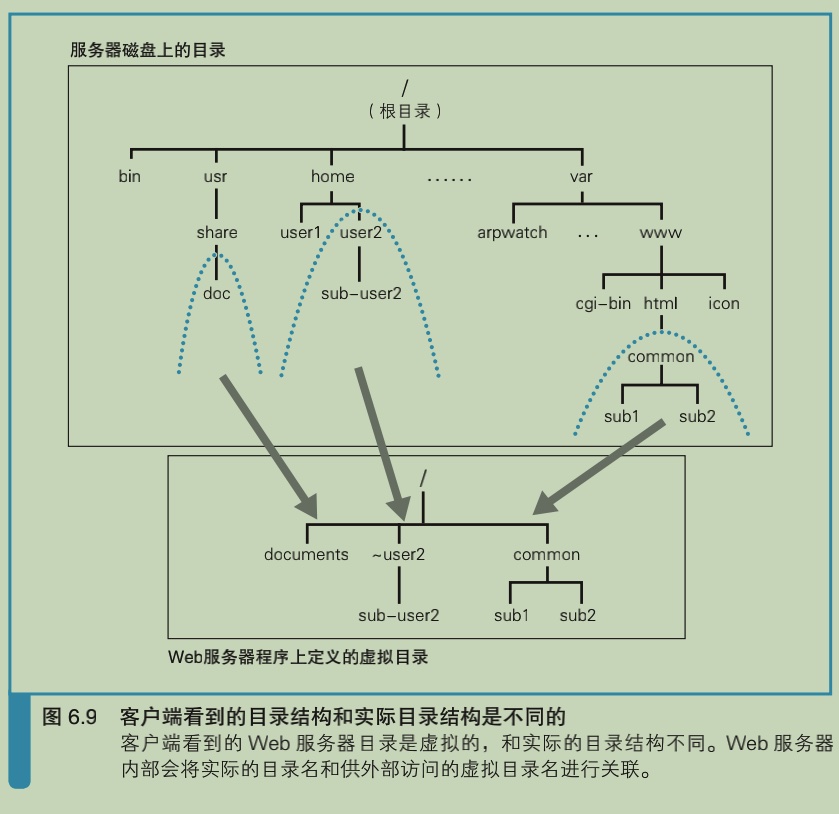 服务器磁盘上的目录
/
（根目录）
bin usr home ...... var
share user1 user2 arpwatch ... www
doc sub-user2 cgi-bin html icon
common
sub1 sub2
/
documents ~user2 common
sub-user2 sub1 sub2
Web服务器程序上定义的虚拟目录
图 6.9 客户端看到的目录结构和实际目录结构是不同的
客户端看到的 Web 服务器目录是虚拟的，和实际的目录结构不同。Web 服务器
内部会将实际的目录名和供外部访问的虚拟目录名进行关联。